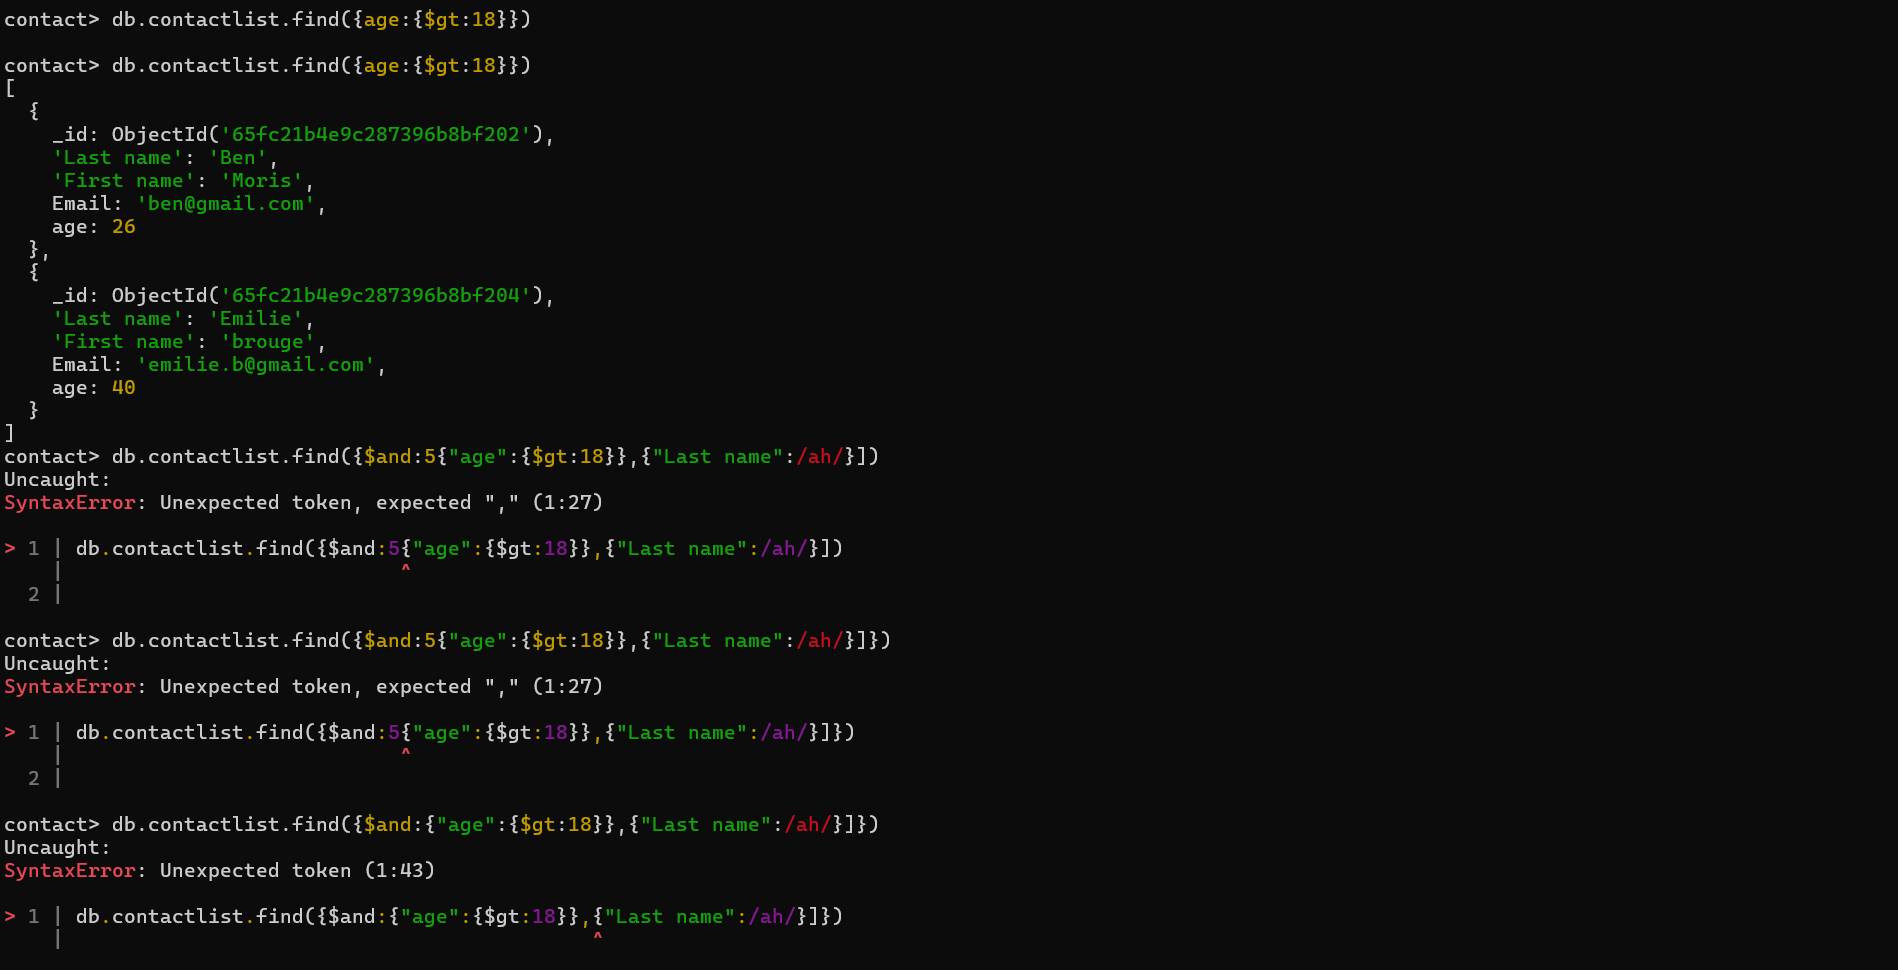 contact> db.contactlist.find({age:{$gt:18}})
contact> db.contactlist.find({age:{$gt:18}})
[
  {
    _id: ObjectId('65fc21b4e9c287396b8bf202'),
    'Last name': 'Ben',
    'First name': 'Moris',
    Email: 'ben@gmail.com',
    age: 26
  },
  {
    _id: ObjectId('65fc21b4e9c287396b8bf204'),
    'Last name': 'Emilie',
    'First name': 'brouge',
    Email: 'emilie.b@gmail.com',
    age: 40
  }
]
contact> db.contactlist.find({$and:5{"age":{$gt:18}},{"Last name":/ah/}])
Uncaught:
SyntaxError: Unexpected token, expected "," (1:27)
> 1 | db.contactlist.find({$and:5{"age":{$gt:18}},{"Last name":/ah/}])
    |                            ^
  2 |
contact> db.contactlist.find({$and:5{"age":{$gt:18}},{"Last name":/ah/}]})
Uncaught:
SyntaxError: Unexpected token, expected "," (1:27)
> 1 | db.contactlist.find({$and:5{"age":{$gt:18}},{"Last name":/ah/}]})
    |                            ^
  2 |
contact> db.contactlist.find({$and:{"age":{$gt:18}},{"Last name":/ah/}]})
Uncaught:
SyntaxError: Unexpected token (1:43)
> 1 | db.contactlist.find({$and:{"age":{$gt:18}},{"Last name":/ah/}]})
    |                                            ^